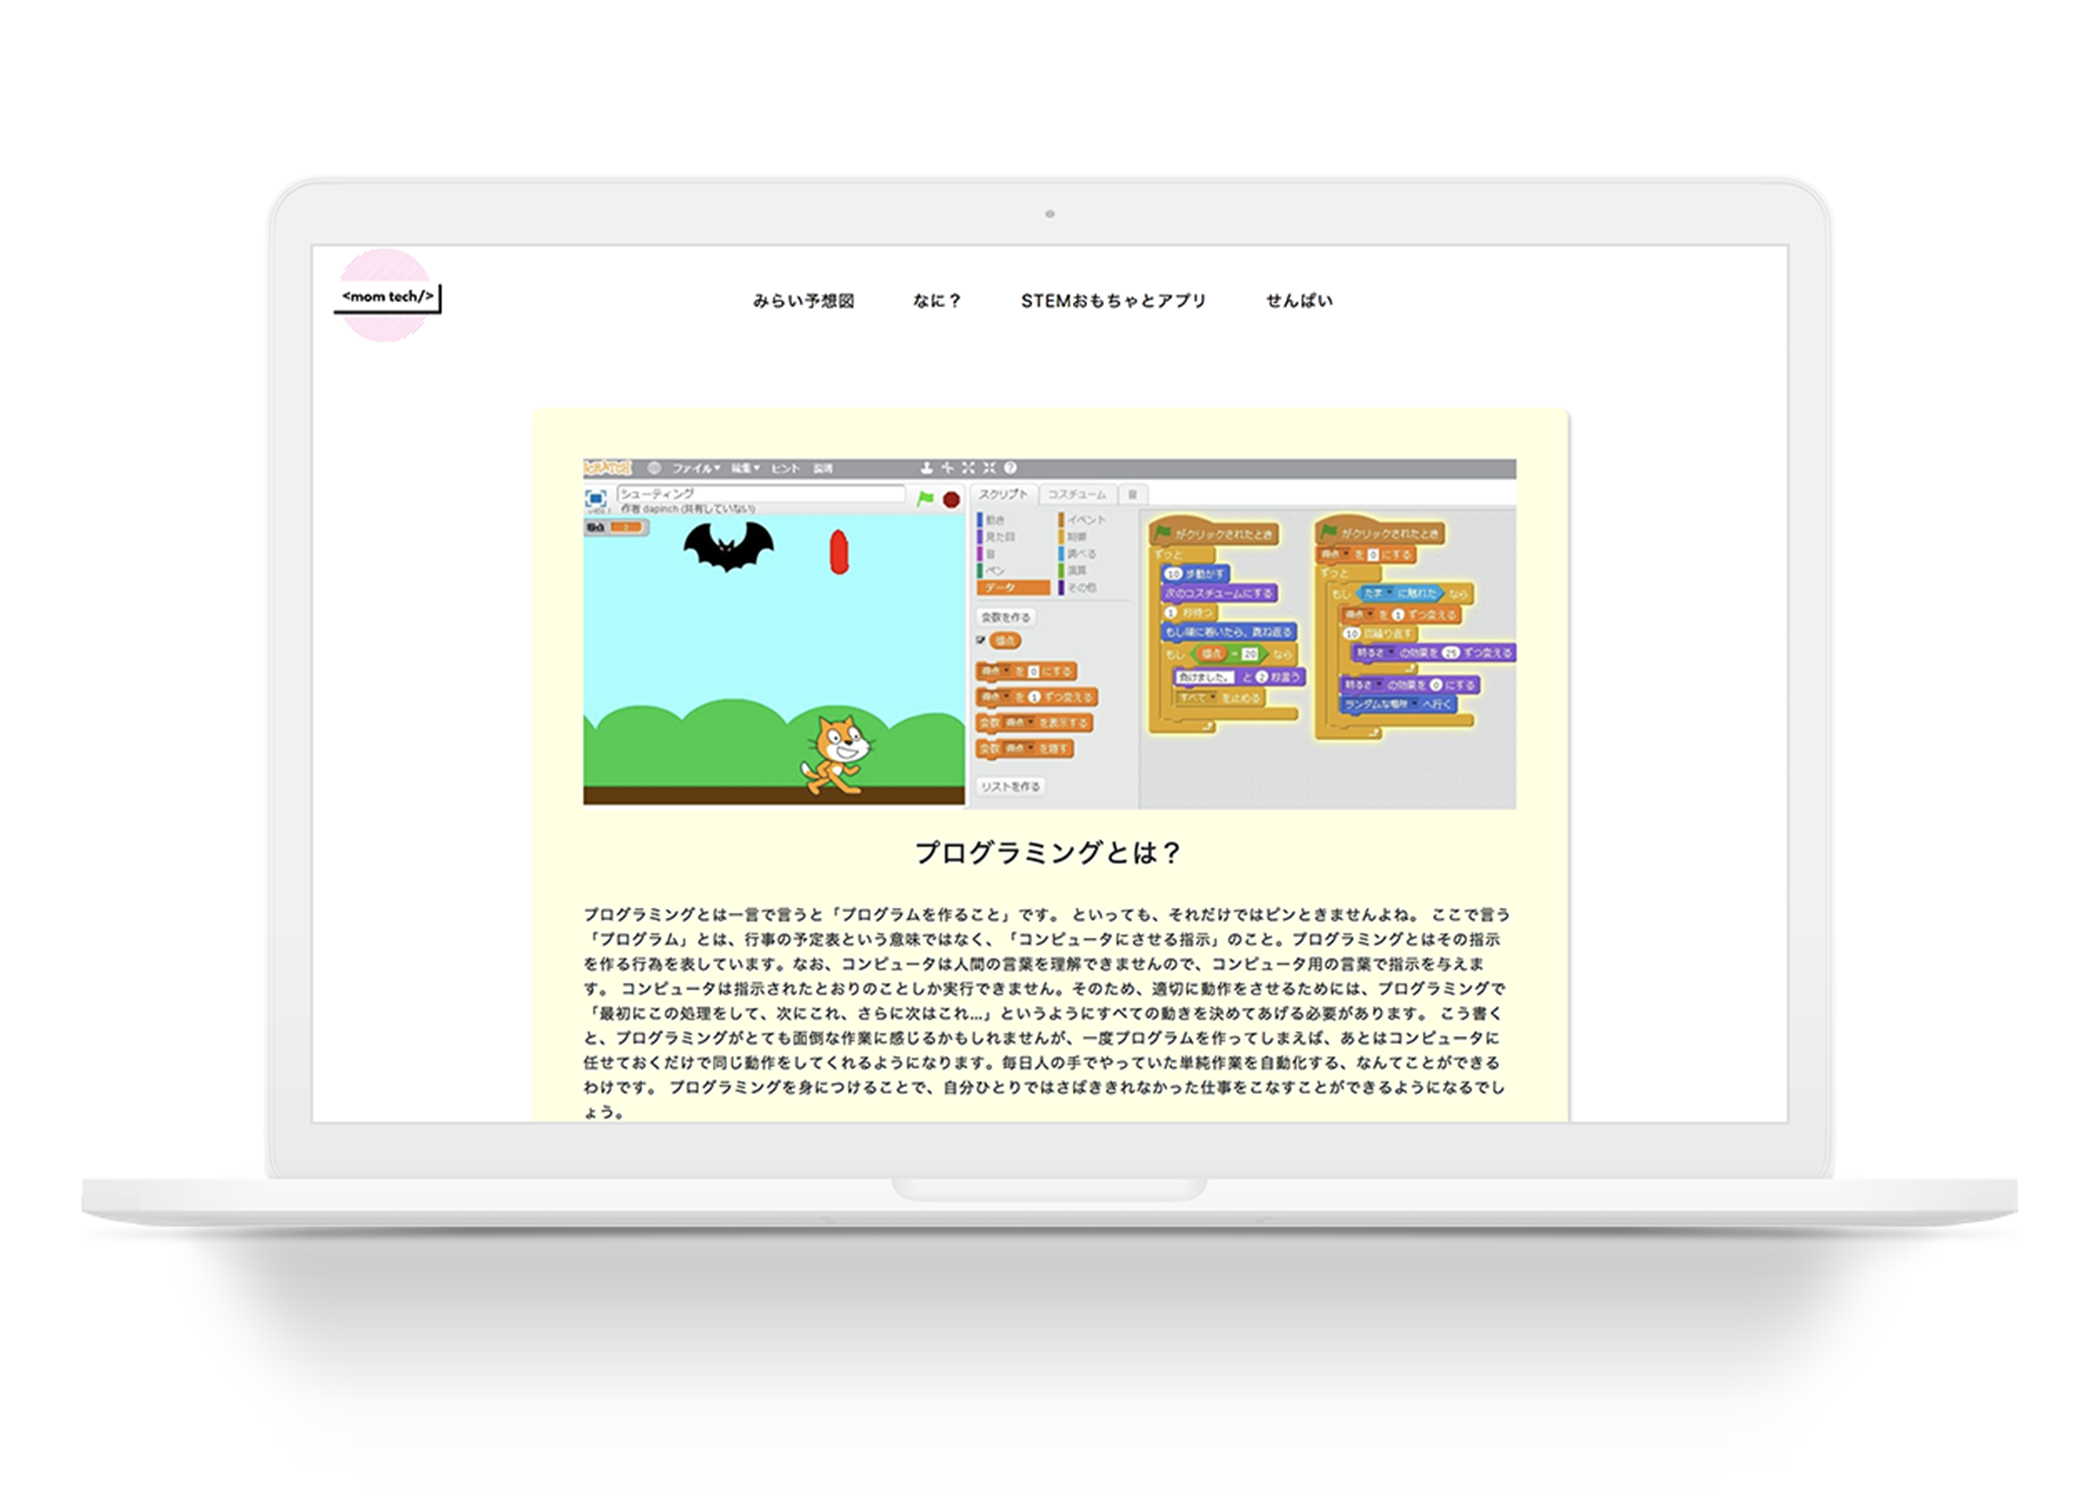 <mom tech/>
みらい予想図 なに？ STEMおもちゃとアプリ せんぱい
SCRATCH ファイル▼ 編集▼ ヒント 説明
シューティング
作者 dapinch (共有していない)
スクリプト コスチューム 音
動き イベント
見た目 制御
音 調べる
ペン 演算
データ その他
変数を作る
得点
得点 を 0 にする
得点 を 1 ずつ変える
変数 得点 を表示する
変数 得点 を隠す
リストを作る
がクリックされたとき
ずっと
10 歩動かす
次のコスチュームにする
1 秒待つ
もし端に着いたら、跳ね返る
もし 得点 = 20 なら
負けました。 と 2 秒言う
すべて を止める
がクリックされたとき
得点 を 0 にする
ずっと
もし たま に触れた なら
得点 を 1 ずつ変える
10 回繰り返す
明るさ の効果を 25 ずつ変える
明るさ の効果を 0 にする
ランダムな場所 へ行く
プログラミングとは？
プログラミングとは一言で言うと「プログラムを作ること」です。 といっても、それだけではピンときませんよね。 ここで言う
「プログラム」とは、行事の予定表という意味ではなく、「コンピュータにさせる指示」のこと。プログラミングとはその指示
を作る行為を表しています。なお、コンピュータは人間の言葉を理解できませんので、コンピュータ用の言葉で指示を与えま
す。 コンピュータは指示されたとおりのことしか実行できません。そのため、適切に動作をさせるためには、プログラミングで
「最初にこの処理をして、次にこれ、さらに次はこれ...」というようにすべての動きを決めてあげる必要があります。 こう書く
と、プログラミングがとても面倒な作業に感じるかもしれませんが、一度プログラムを作ってしまえば、あとはコンピュータに
任せておくだけで同じ動作をしてくれるようになります。毎日人の手でやっていた単純作業を自動化する、なんてことができる
わけです。 プログラミングを身につけることで、自分ひとりではさばききれなかった仕事をこなすことができるようになるでし
ょう。